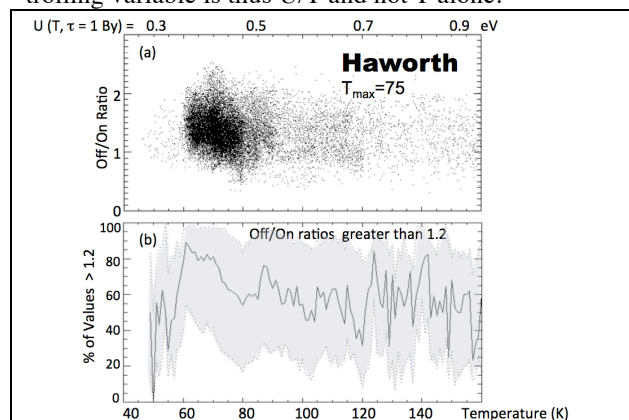 trolling variable is thus U/T and not T alone.
U (T, τ = 1 By) = 0.3 0.5 0.7 0.9 eV
(a) Haworth
Tmax=75
Off/On Ratio
2
1
0
(b) Off/On ratios greater than 1.2
% of Values > 1.2
100
80
60
40
20
0
40 60 80 100 120 140 Temperature (K)